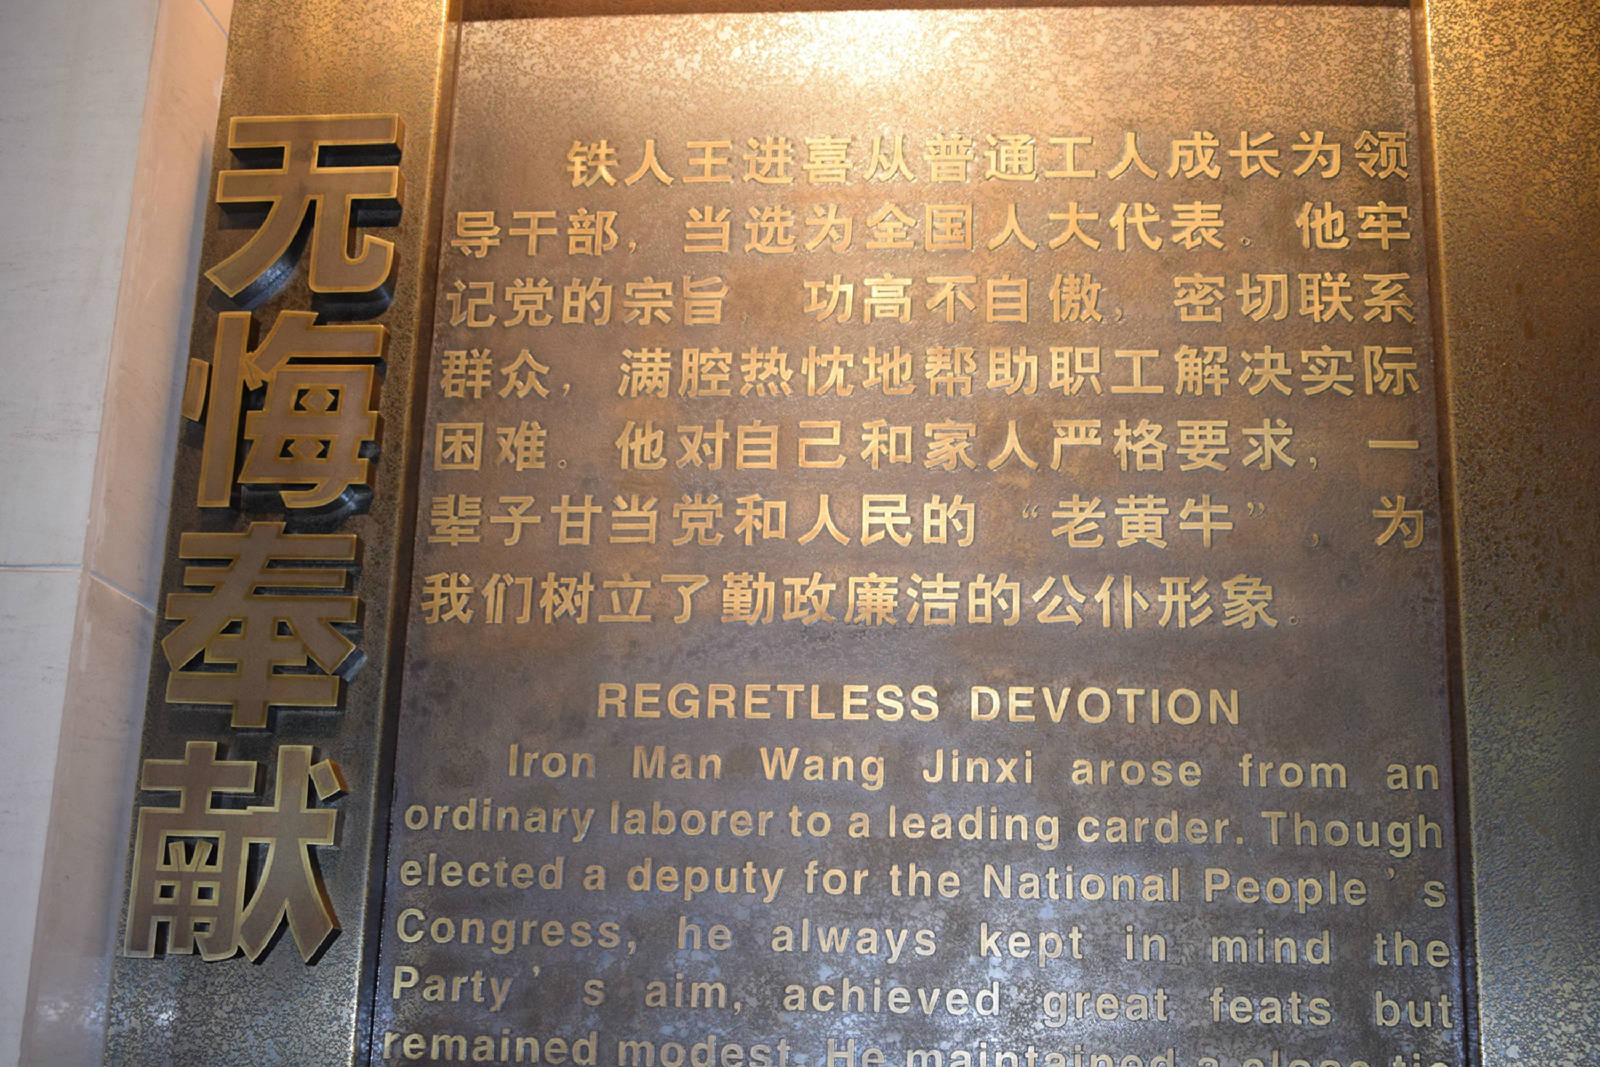 无悔奉献
铁人王进喜从普通工人成长为领
导干部，当选为全国人大代表。他牢
记党的宗旨 功高不自傲，密切联系
群众，满腔热忱地帮助职工解决实际
困难。他对自己和家人严格要求，一
辈子甘当党和人民的“老黄牛”，为
我们树立了勤政廉洁的公仆形象。
REGRETLESS DEVOTION
Iron Man Wang Jinxi arose from an
ordinary laborer to a leading carder. Though
elected a deputy for the National People's
Congress, he always kept in mind the
Party's aim, achieved great feats but
remained modest. He maintained a close tie